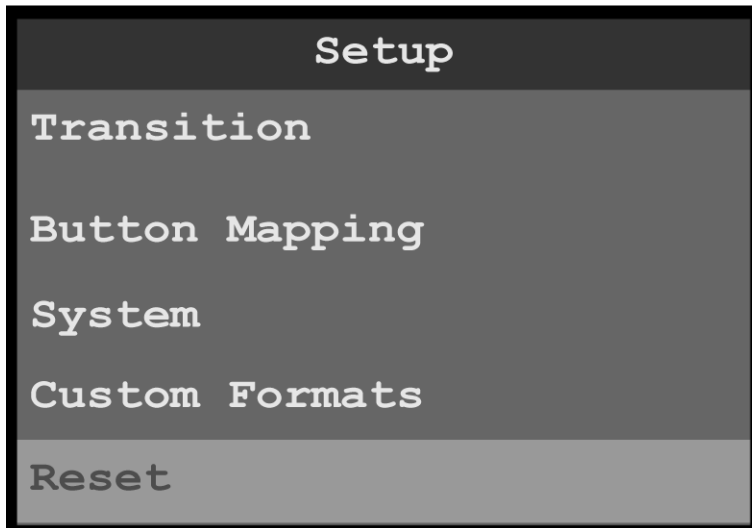 Setup
Transition
Button Mapping
System
Custom Formats
Reset